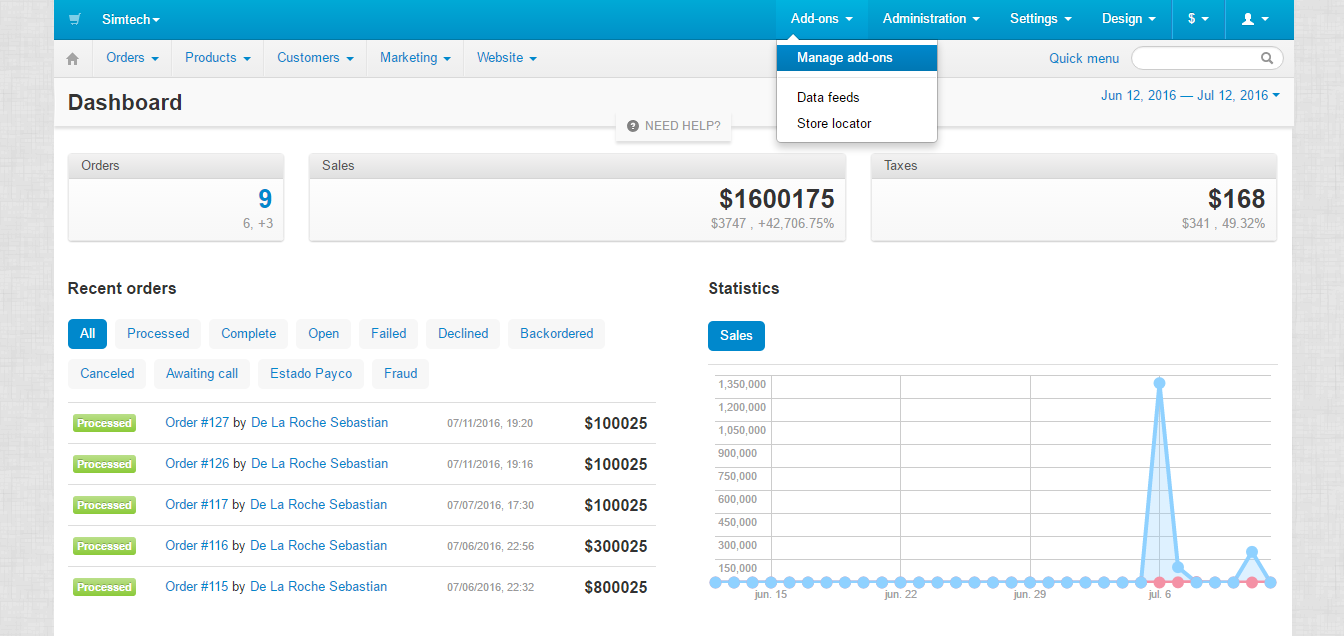 Simtech Add-ons Administration Settings Design $
Orders Products Customers Marketing Website Manage add-ons Quick menu
Dashboard Data feeds Jun 12, 2016 — Jul 12, 2016
Store locator
NEED HELP?
Orders Sales Taxes
9 $1600175 $168
6, +3 $3747 , +42,706.75% $341 , 49.32%
Recent orders Statistics
All Processed Complete Open Failed Declined Backordered Sales
Canceled Awaiting call Estado Payco Fraud
Processed Order #127 by De La Roche Sebastian 07/11/2016, 19:20 $100025
Processed Order #126 by De La Roche Sebastian 07/11/2016, 19:16 $100025
Processed Order #117 by De La Roche Sebastian 07/07/2016, 17:30 $100025
Processed Order #116 by De La Roche Sebastian 07/06/2016, 22:56 $300025
Processed Order #115 by De La Roche Sebastian 07/06/2016, 22:32 $800025
1,350,000
1,200,000
1,050,000
900,000
750,000
600,000
450,000
300,000
150,000
jun. 15 jun. 22 jun. 29 jul. 6